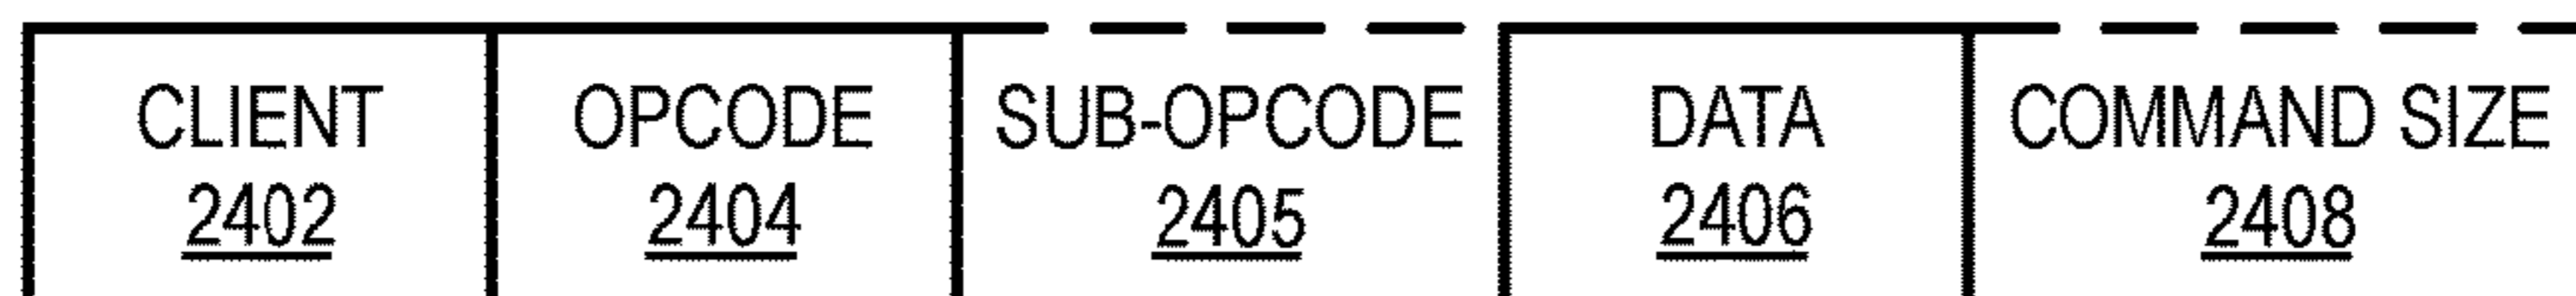 CLIENT OPCODE SUB-OPCODE DATA COMMAND SIZE
2402 2404 2405 2406 2408